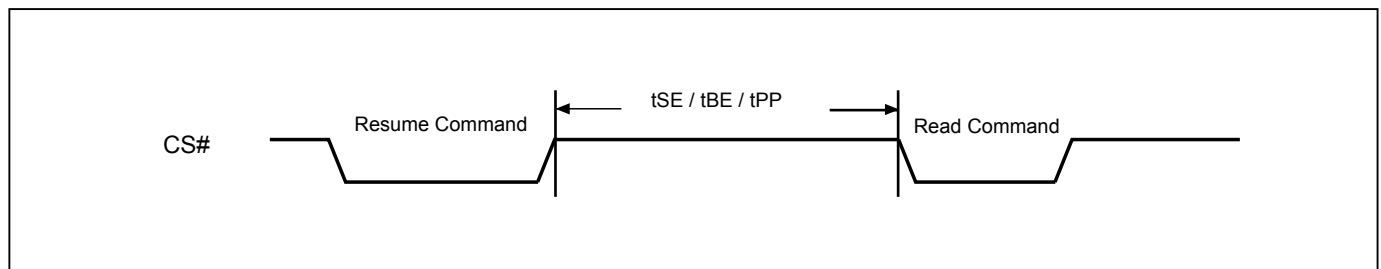 tSE / tBE / tPP
Resume Command
Read Command
CS#